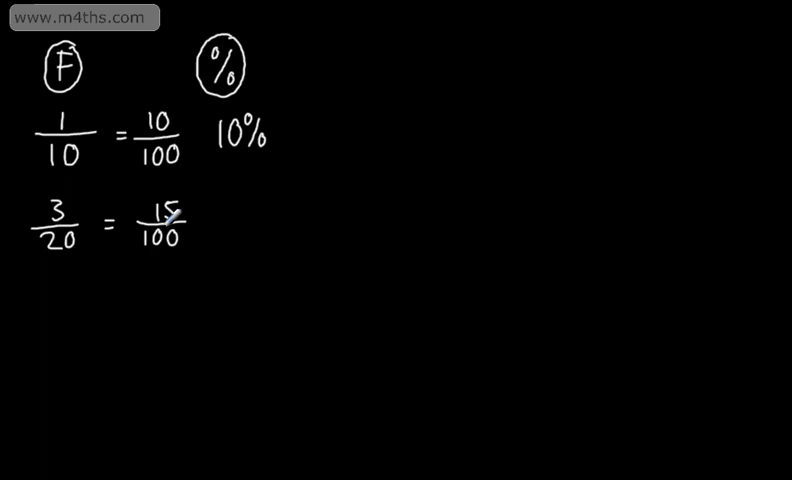 www.m4ths.com
F %
1/10 = 10/100 10%
3/20 = 15/100